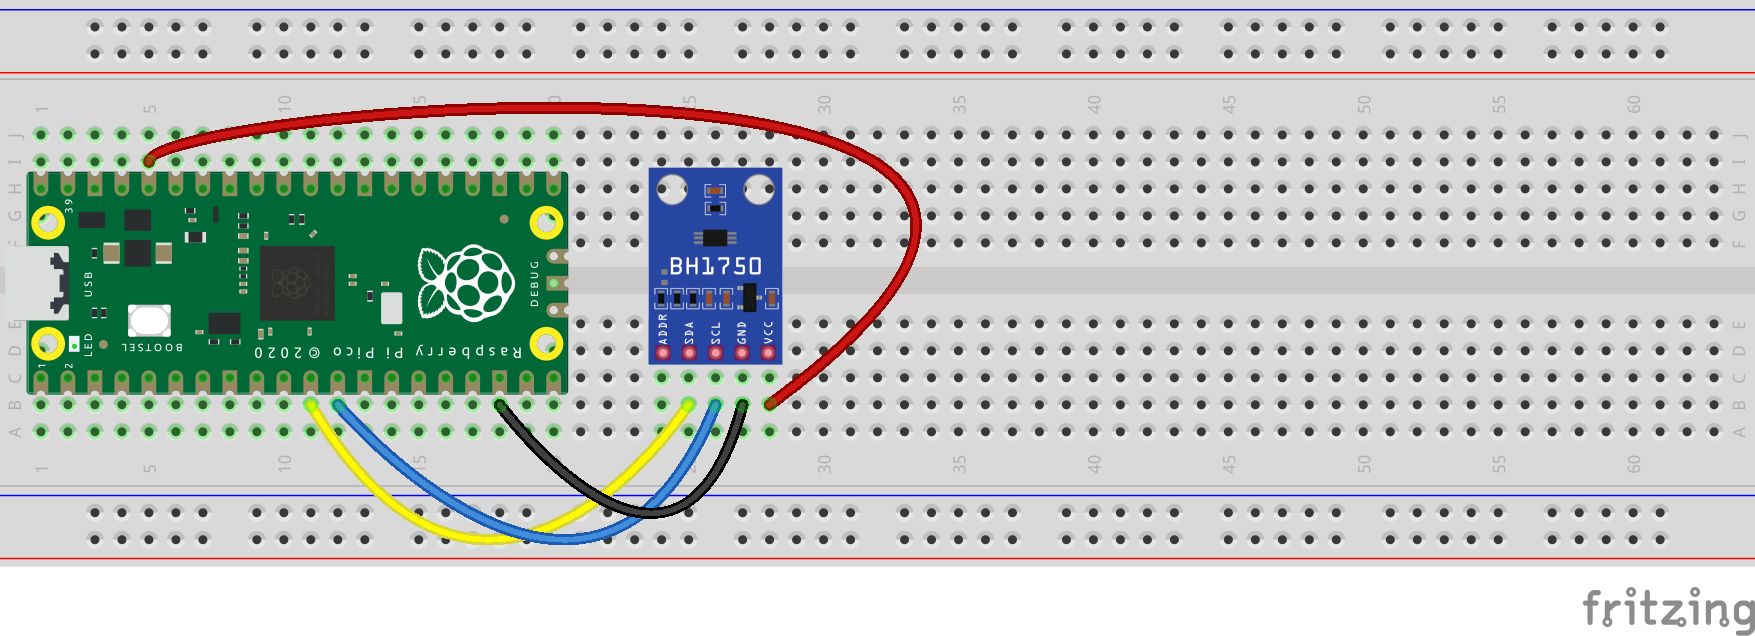 1 5 10 15 20 25 30 35 40 45 50 55 60
J J
I I
H H
G G
F F
39
USB
DEBUG
BH1750
ADDR SDA SCL GND VCC
LED
BOOTSEL
Raspberry Pi Pico © 2020
1 2
E E
D D
C C
B B
A A
1 5 10 15 25 30 35 40 45 50 55 60
fritzing